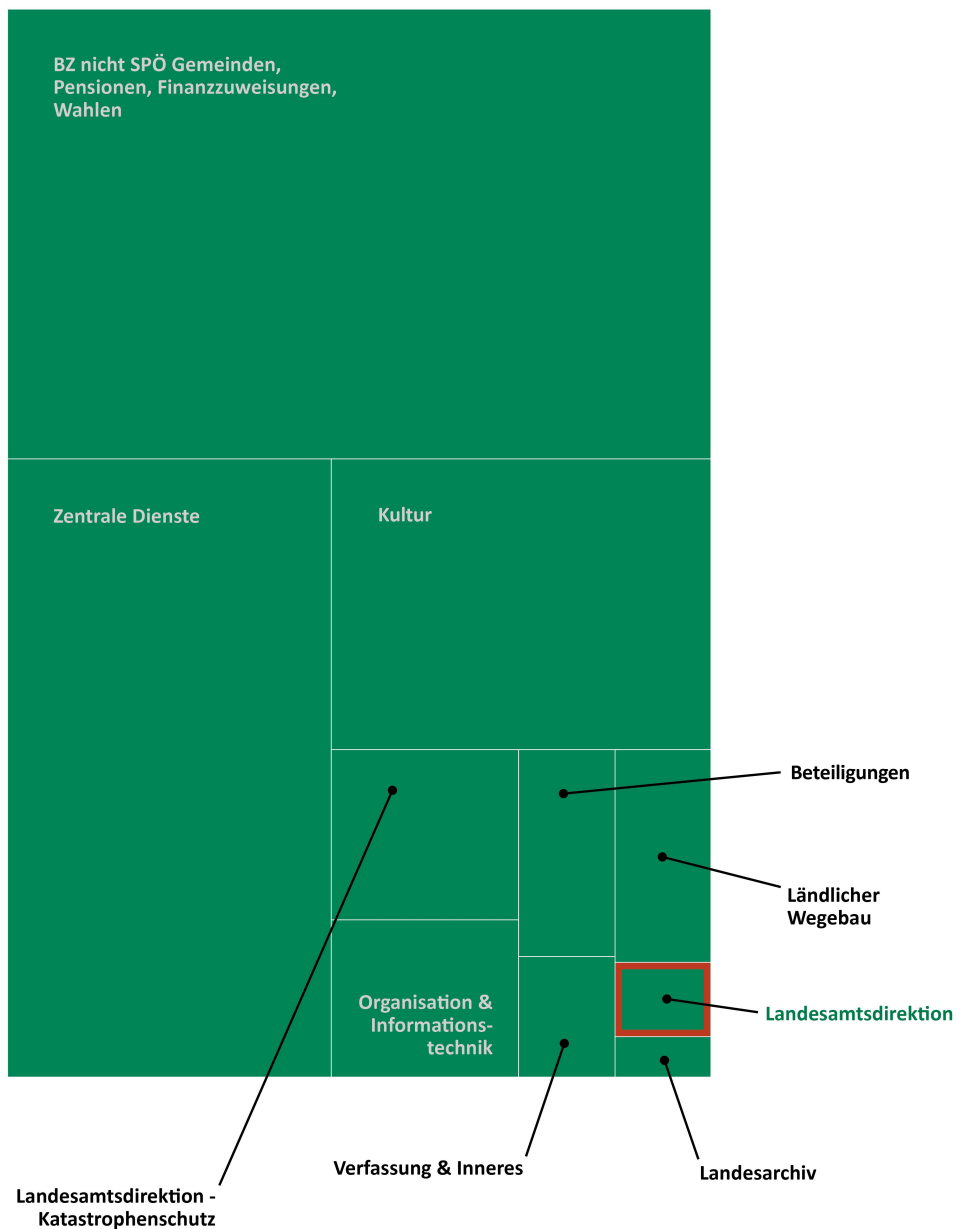 BZ nicht SPÖ Gemeinden,
Pensionen, Finanzzuweisungen,
Wahlen
Zentrale Dienste
Kultur
Beteiligungen
Ländlicher
Wegebau
Organisation &
Informations-
technik
Landesamtsdirektion
Verfassung & Inneres
Landesarchiv
Landesamtsdirektion -
Katastrophenschutz